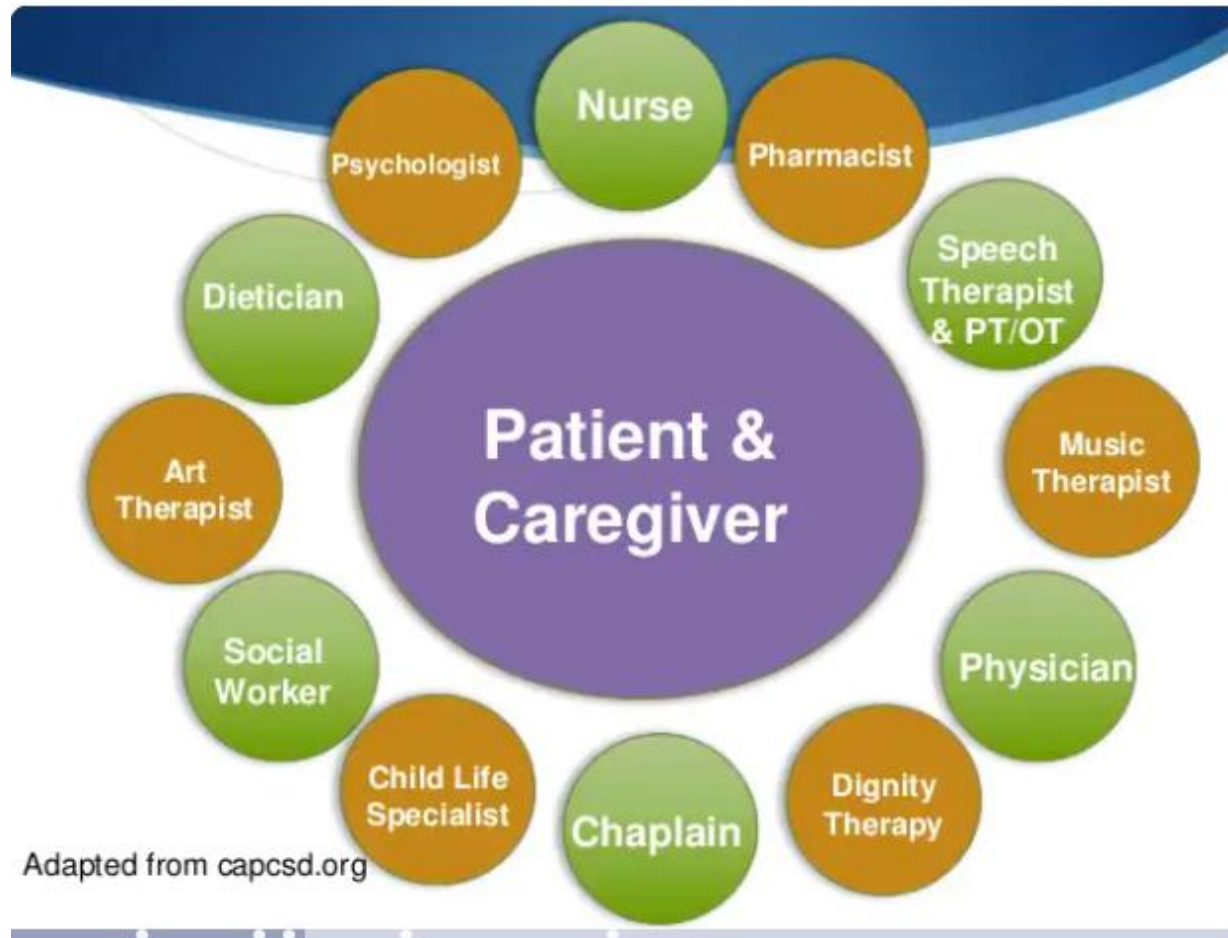 Nurse
Pharmacist
Speech
Therapist
& PT/OT
Music
Therapist
Physician
Dignity
Therapy
Chaplain
Child Life
Specialist
Social
Worker
Art
Therapist
Dietician
Psychologist
Patient &
Caregiver
Adapted from capcsd.org